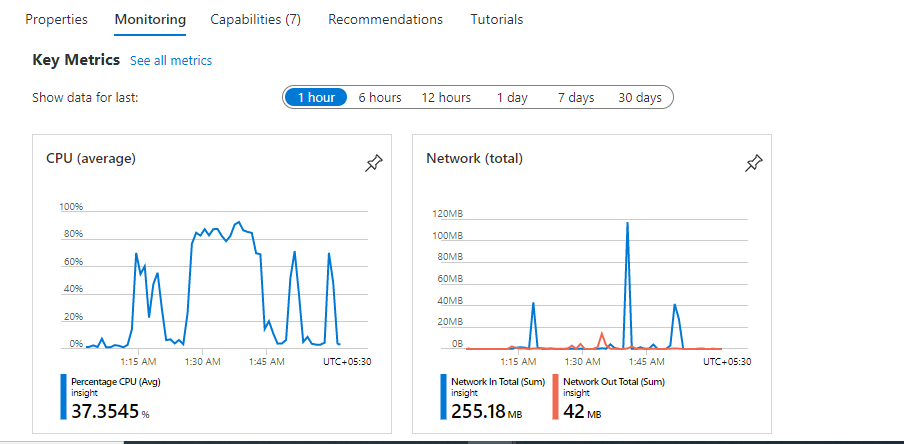 Properties Monitoring Capabilities (7) Recommendations Tutorials
Key Metrics See all metrics
Show data for last: 1 hour 6 hours 12 hours 1 day 7 days 30 days
CPU (average)
100%
80%
60%
40%
20%
0%
1:15 AM 1:30 AM 1:45 AM UTC+05:30
Percentage CPU (Avg)
insight
37.3545 %
Network (total)
120MB
100MB
80MB
60MB
40MB
20MB
0B
1:15 AM 1:30 AM 1:45 AM UTC+05:30
Network In Total (Sum)
insight
255.18 MB
Network Out Total (Sum)
insight
42 MB